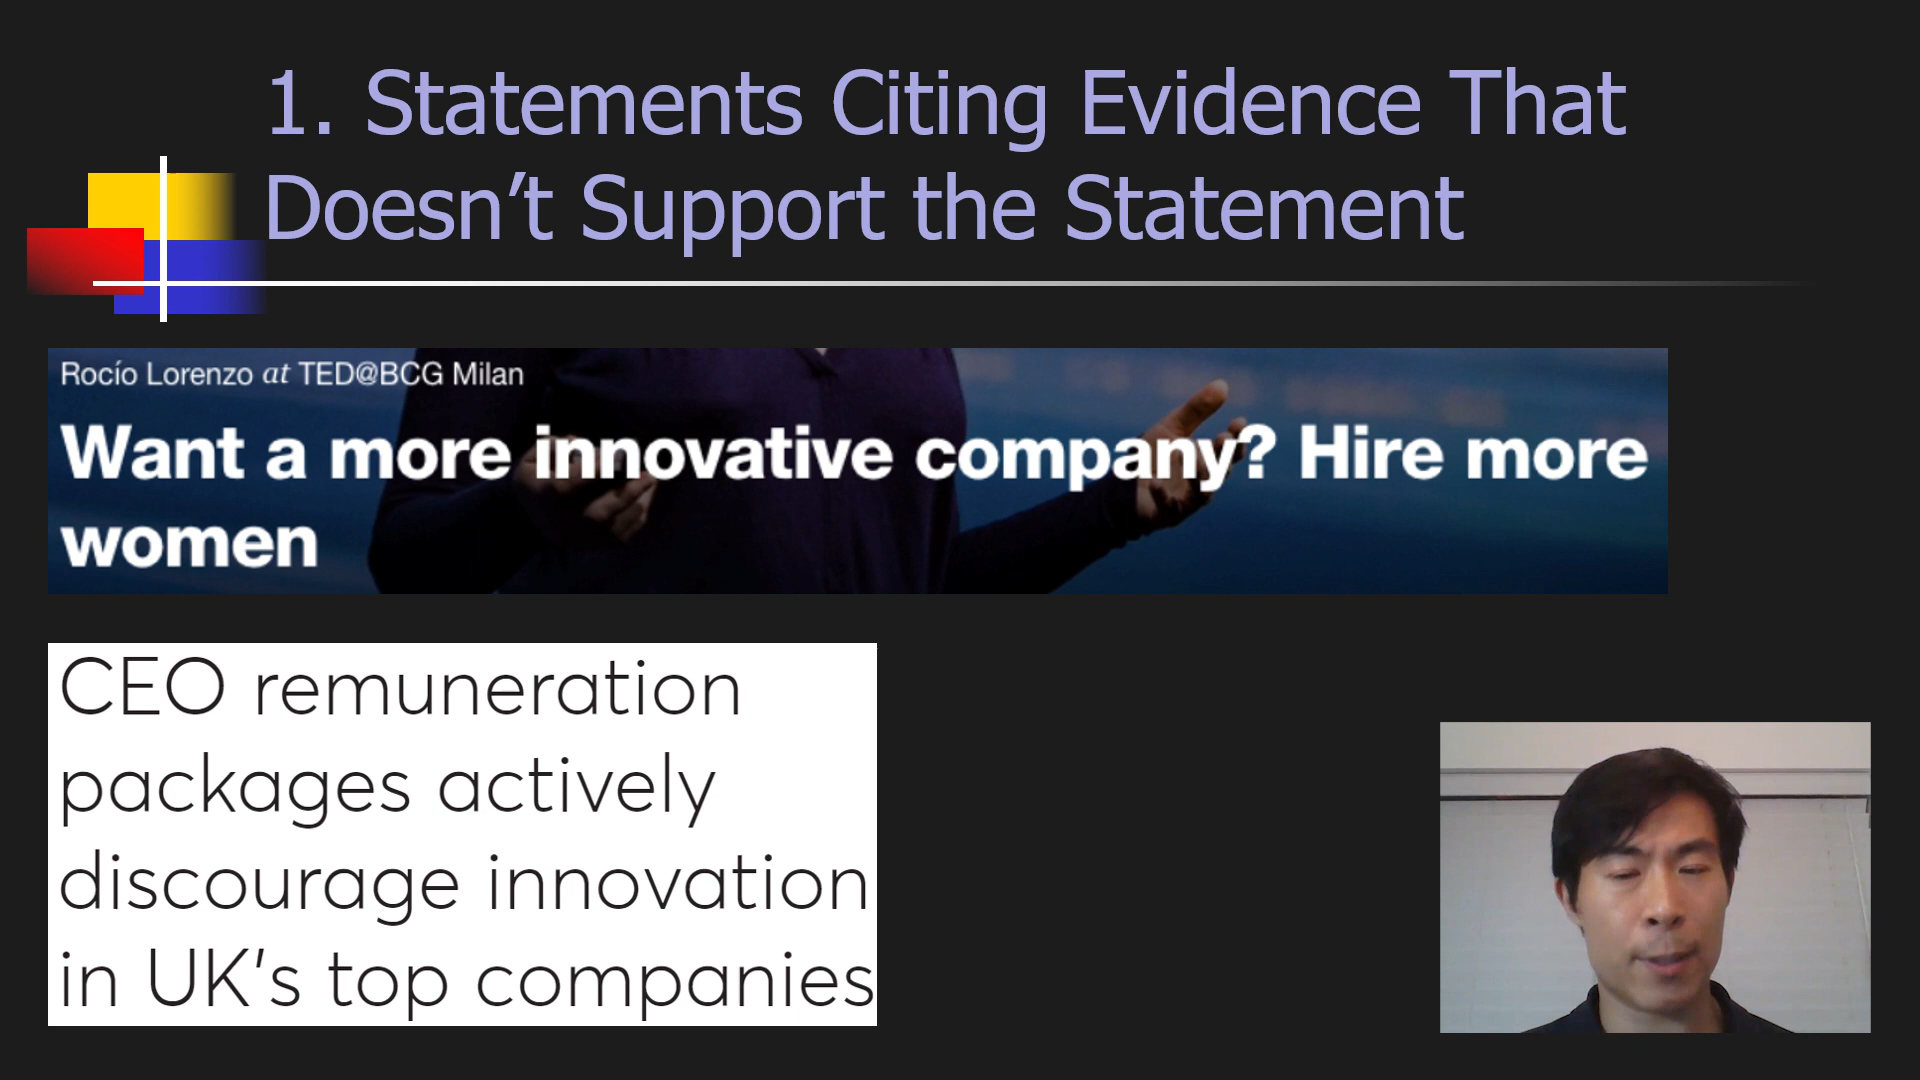 1. Statements Citing Evidence That
Doesn’t Support the Statement
Rocío Lorenzo at TED@BCG Milan
Want a more innovative company? Hire more
women
CEO remuneration
packages actively
discourage innovation
in UK’s top companies